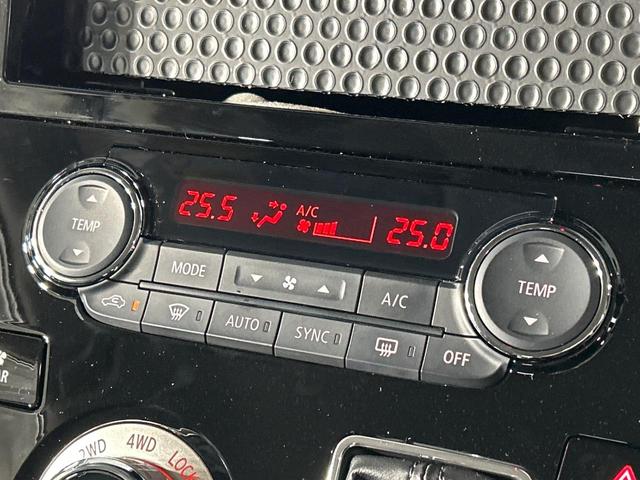 25.5 A/C 25.0
TEMP
TEMP
MODE
A/C
AUTO
SYNC
OFF
2WD 4WD LOCK